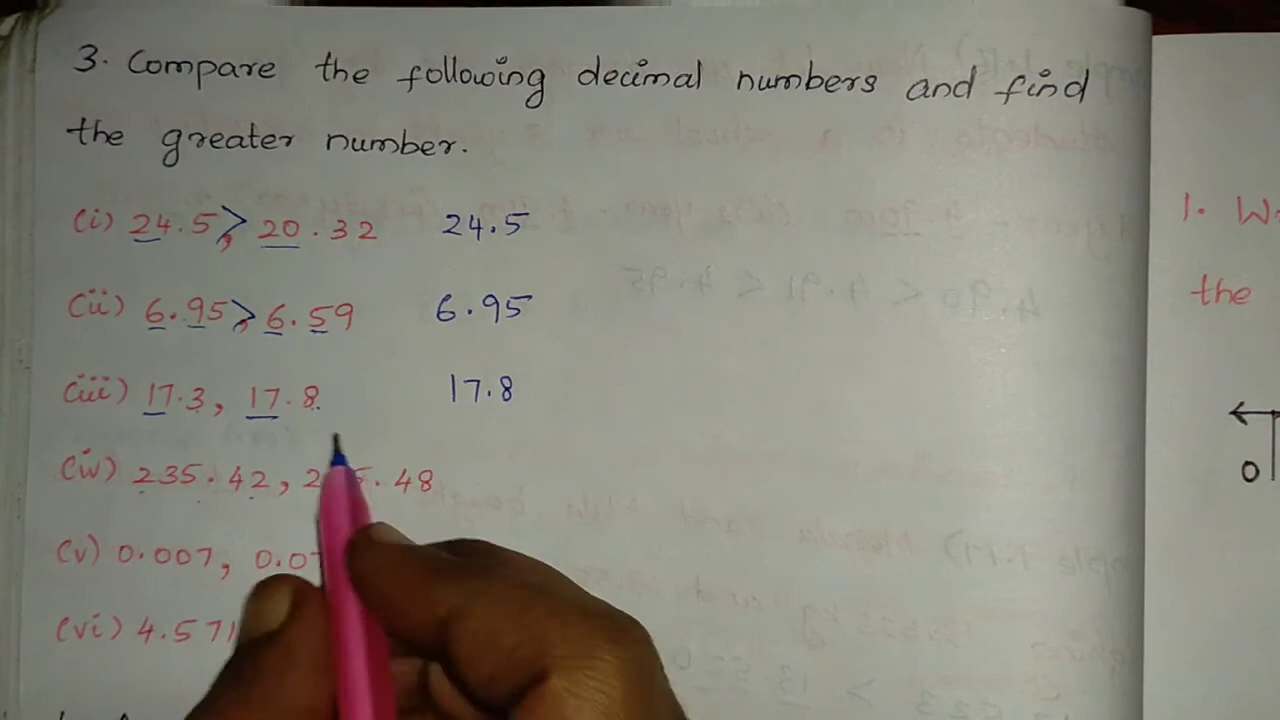 3. Compare the following decimal numbers and find
the greater number.
(i) 24.5 > , 20.32 24.5
(ii) 6.95 > , 6.59 6.95
(iii) 17.3, 17.8 17.8
(iv) 235.42, .48
(v) 0.007,
(vi) 4.571
1.
the
0